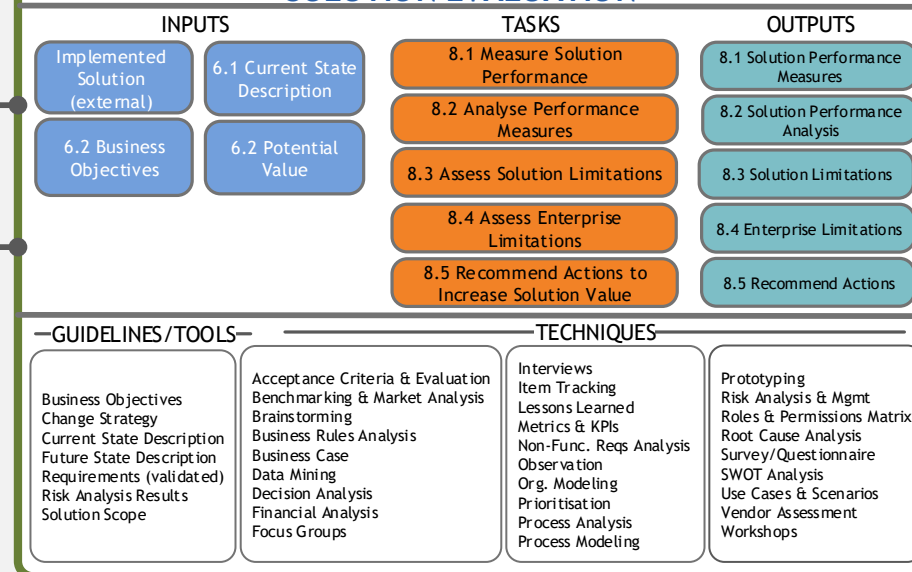 SOLUTION EVALUATION
INPUTS
TASKS
OUTPUTS
Implemented
Solution
(external)
6.1 Current State
Description
6.2 Business
Objectives
6.2 Potential
Value
8.1 Measure Solution
Performance
8.2 Analyse Performance
Measures
8.3 Assess Solution Limitations
8.4 Assess Enterprise
Limitations
8.5 Recommend Actions to
Increase Solution Value
8.1 Solution Performance
Measures
8.2 Solution Performance
Analysis
8.3 Solution Limitations
8.4 Enterprise Limitations
8.5 Recommend Actions
GUIDELINES/TOOLS
TECHNIQUES
Business Objectives
Change Strategy
Current State Description
Future State Description
Requirements (validated)
Risk Analysis Results
Solution Scope
Acceptance Criteria & Evaluation
Benchmarking & Market Analysis
Brainstorming
Business Rules Analysis
Business Case
Data Mining
Decision Analysis
Financial Analysis
Focus Groups
Interviews
Item Tracking
Lessons Learned
Metrics & KPIs
Non-Func. Reqs Analysis
Observation
Org. Modeling
Prioritisation
Process Analysis
Process Modeling
Prototyping
Risk Analysis & Mgmt
Roles & Permissions Matrix
Root Cause Analysis
Survey/Questionnaire
SWOT Analysis
Use Cases & Scenarios
Vendor Assessment
Workshops